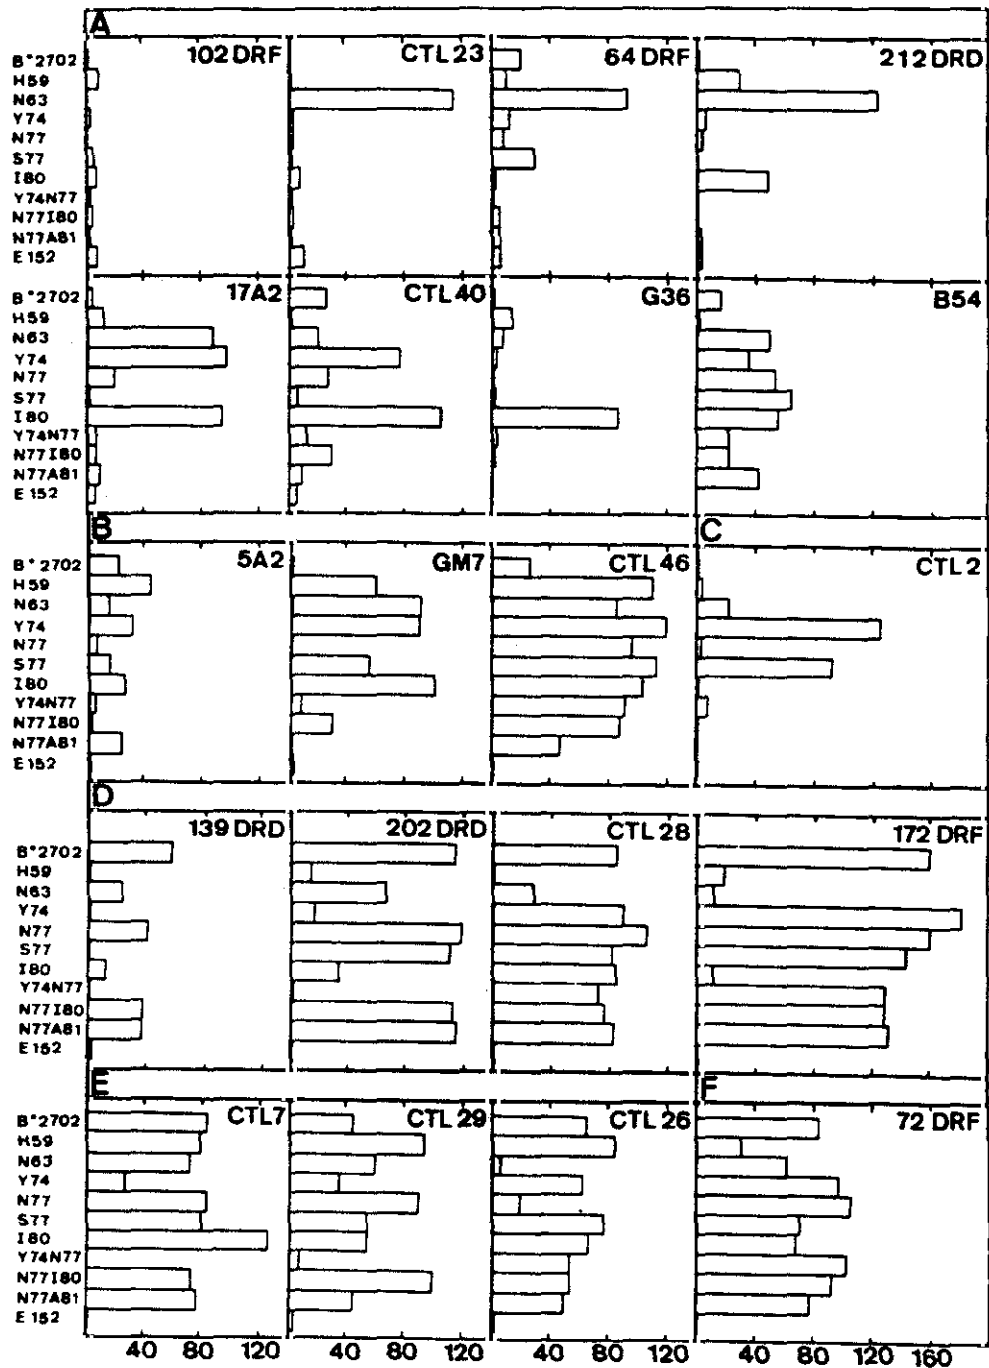 A
102 DRF CTL 23 64 DRF 212 DRD
B*2702
H59
N63
Y74
N77
S77
I80
Y74N77
N77I80
N77A81
E152
17A2 CTL 40 G36 B54
B*2702
H59
N63
Y74
N77
S77
I80
Y74N77
N77I80
N77A81
E152
B C
5A2 GM7 CTL 46 CTL 2
B*2702
H59
N63
Y74
N77
S77
I80
Y74N77
N77I80
N77A81
E152
D
139 DRD 202 DRD CTL 28 172 DRF
B*2702
H59
N63
Y74
N77
S77
I80
Y74N77
N77I80
N77A81
E152
E F
CTL7 CTL 29 CTL 26 72 DRF
B*2702
H59
N63
Y74
N77
S77
I80
Y74N77
N77I80
N77A81
E152
40 80 120 40 80 120 40 80 120 40 80 120 160